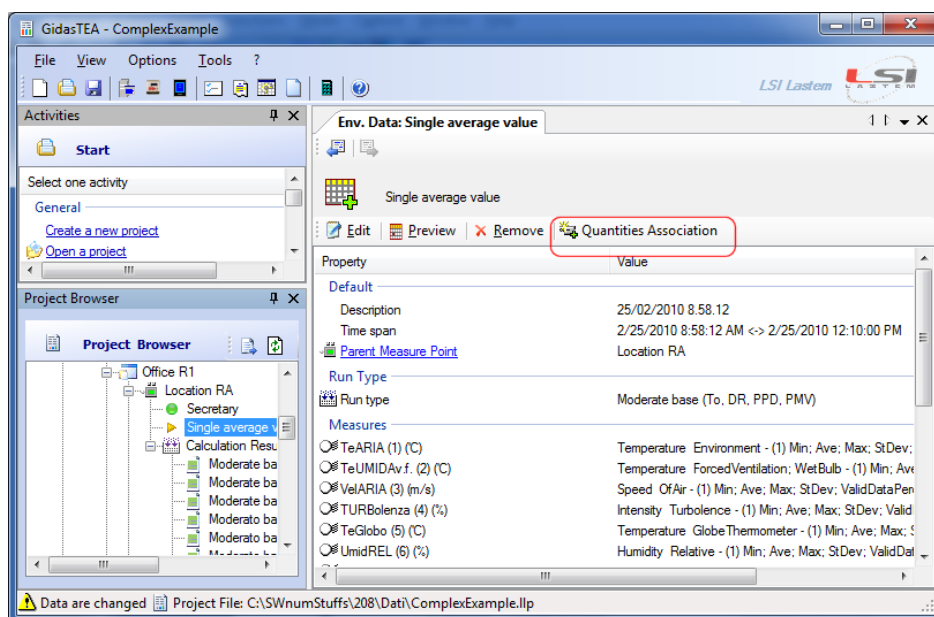 GidasTEA - ComplexExample
File View Options Tools ?
LSI Lastem
LSI
LASTEM
Activities
Start
Select one activity
General
Create a new project
Open a project
Project Browser
Project Browser
Office R1
Location RA
Secretary
Single average v
Calculation Resu
Moderate ba
Moderate ba
Moderate ba
Moderato ba
Moderato ba
Moderato ba
Env. Data: Single average value
Single average value
Edit Preview Remove Quantities Association
Property Value
Default
Description 25/02/2010 8:58.12
Time span 2/25/2010 8:58:12 AM <-> 2/25/2010 12:10:00 PM
Parent Measure Point Location RA
Run Type
Run type Moderate base (To, DR, PPD, PMV)
Measures
TeARIA (1) (°C) Temperature Environment - (1) Min; Ave; Max; StDev;
TeUMIDAv.f. (2) (°C) Temperature ForcedVentilation; WetBulb - (1) Min; Ave
VelARIA (3) (m/s) Speed OfAir - (1) Min; Ave; Max; StDev; ValidDataPer
TURBolenza (4) (%) Intensity Turbolence - (1) Min; Ave; Max; StDev; Valid
TeGlobo (5) (°C) Temperature GlobeThermometer - (1) Min; Ave; Max; S
UmidREL (6) (%) Humidity Relative - (1) Min; Ave; Max; StDev; ValidDat
Data are changed Project File: C:\SWnumStuffs\208\Dati\ComplexExample.llp